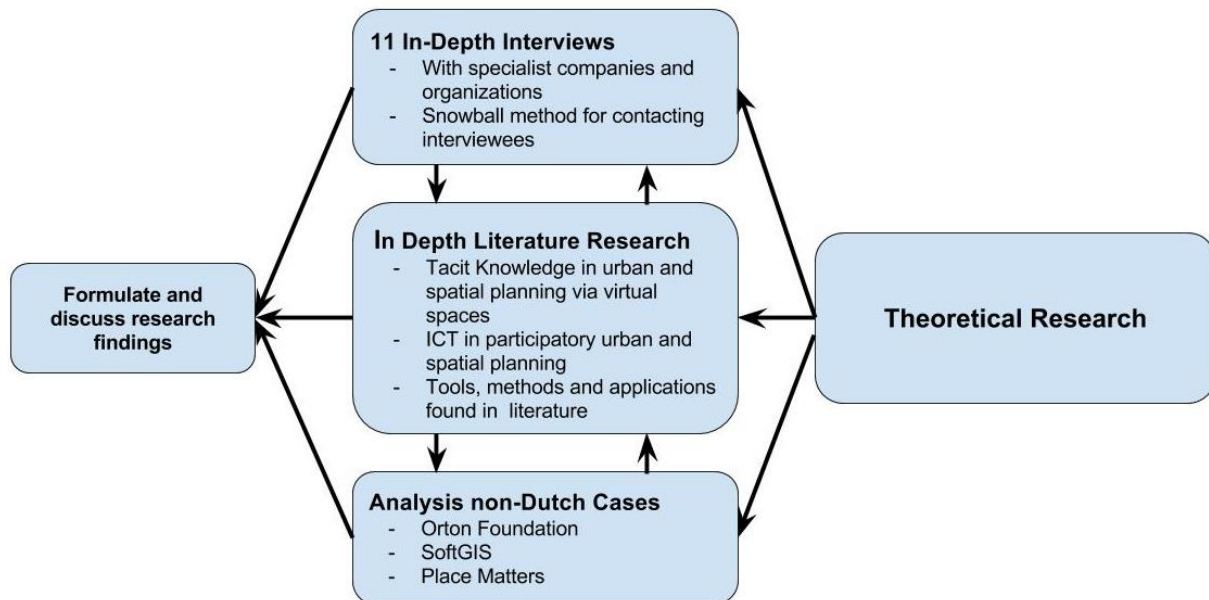 11 In-Depth Interviews
- With specialist companies and
organizations
- Snowball method for contacting
interviewees
In Depth Literature Research
- Tacit Knowledge in urban and
spatial planning via virtual
spaces
- ICT in participatory urban and
spatial planning
- Tools, methods and applications
found in literature
Formulate and
discuss research
findings
Theoretical Research
Analysis non-Dutch Cases
- Orton Foundation
- SoftGIS
- Place Matters